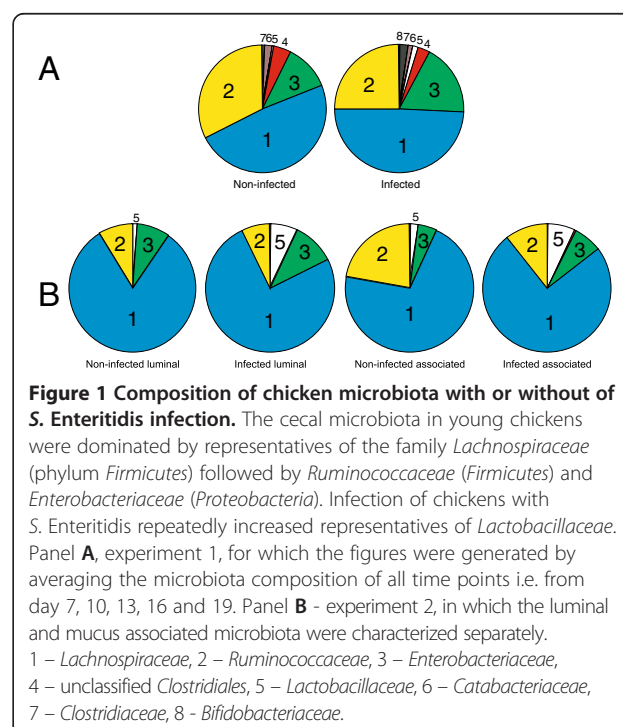 A
7 6 5 4
2
3
1
Non-infected
8 7 6 5 4
2
3
1
Infected
B
5
2
3
1
Non-infected luminal
2
5
3
1
Infected luminal
5
2
3
1
Non-infected associated
2
5
3
1
Infected associated
Figure 1 Composition of chicken microbiota with or without of
S. Enteritidis infection. The cecal microbiota in young chickens
were dominated by representatives of the family Lachnospiraceae
(phylum Firmicutes) followed by Ruminococcaceae (Firmicutes) and
Enterobacteriaceae (Proteobacteria). Infection of chickens with
S. Enteritidis repeatedly increased representatives of Lactobacillaceae.
Panel A, experiment 1, for which the figures were generated by
averaging the microbiota composition of all time points i.e. from
day 7, 10, 13, 16 and 19. Panel B - experiment 2, in which the luminal
and mucus associated microbiota were characterized separately.
1 – Lachnospiraceae, 2 – Ruminococcaceae, 3 – Enterobacteriaceae,
4 – unclassified Clostridiales, 5 – Lactobacillaceae, 6 – Catabacteriaceae,
7 – Clostridiaceae, 8 - Bifidobacteriaceae.